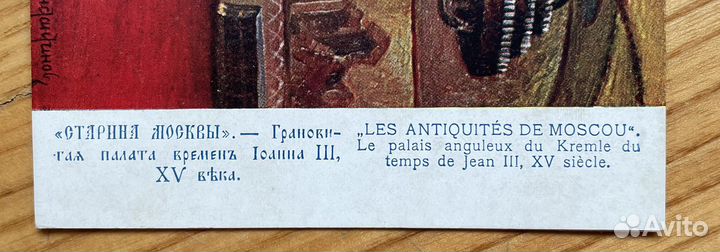 «СТАРИНА МОСКВЫ». — Гранови-
тая палата временъ Іоанна III,
XV вѣка.
„LES ANTIQUITÉS DE MOSCOU“.
Le palais anguleux du Kremle du
temps de Jean III, XV siècle.
Avito